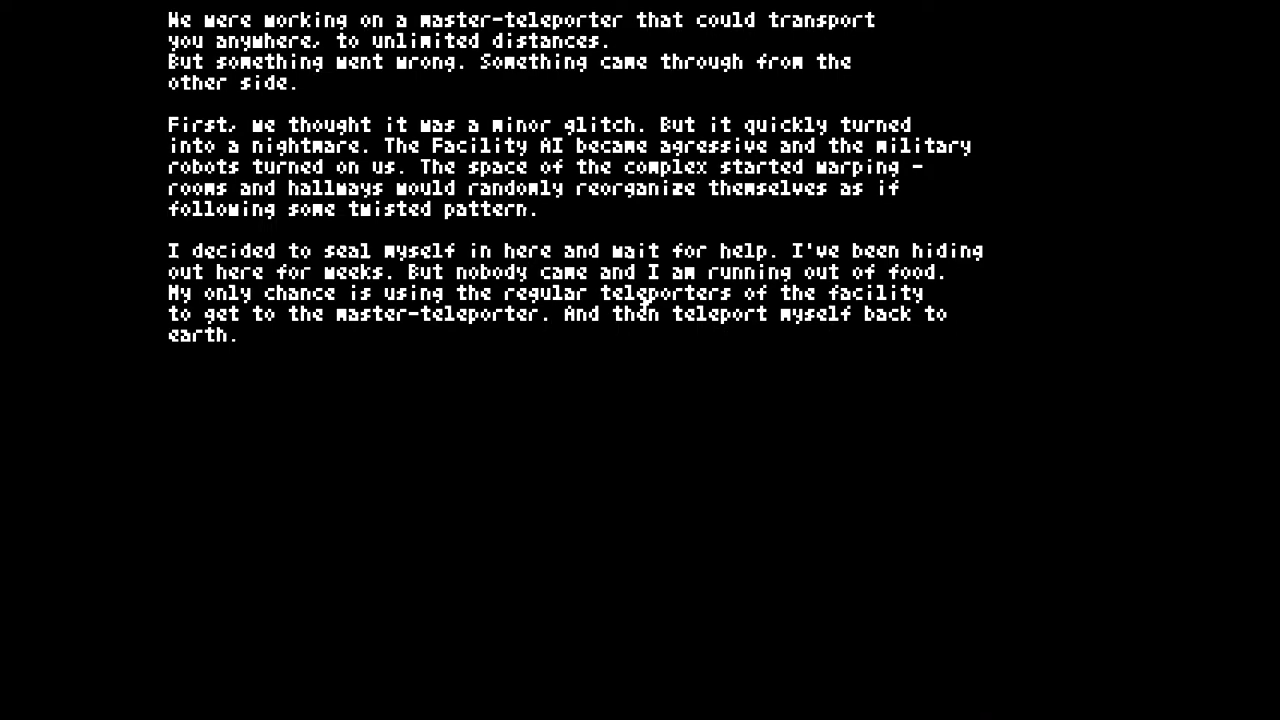 We were working on a master-teleporter that could transport
you anywhere, to unlimited distances.
But something went wrong. Something came through from the
other side.
First, we thought it was a minor glitch. But it quickly turned
into a nightmare. The Facility AI became agressive and the military
robots turned on us. The space of the complex started warping -
rooms and hallways would randomly reorganize themselves as if
following some twisted pattern.
I decided to seal myself in here and wait for help. I've been hiding
out here for weeks. But nobody came and I am running out of food.
My only chance is using the regular teleporters of the facility
to get to the master-teleporter. And then teleport myself back to
earth.